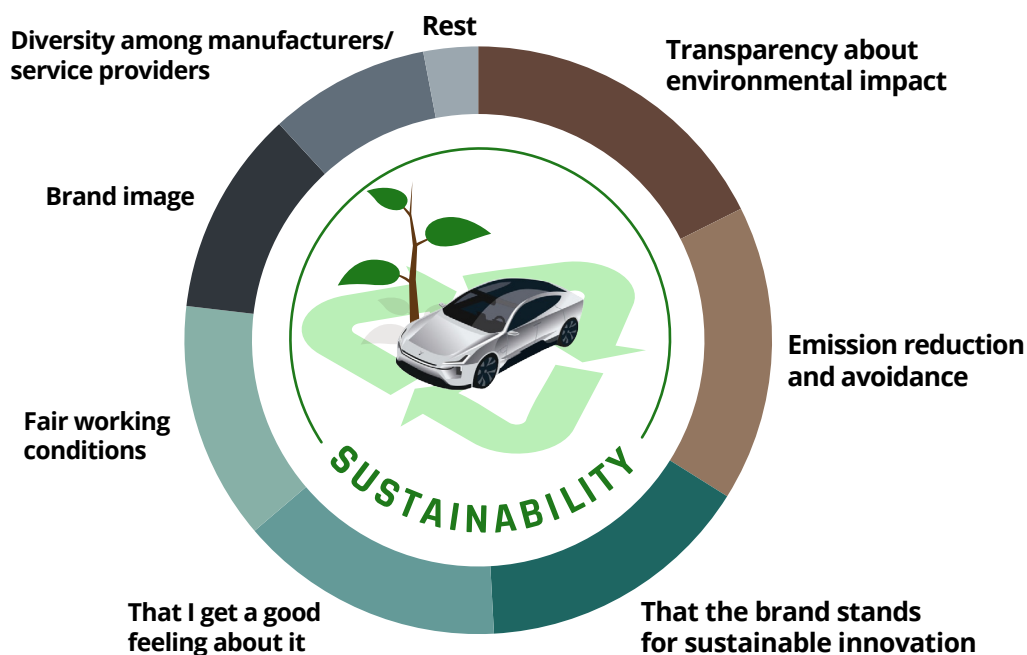 Rest
Diversity among manufacturers/
service providers
Transparency about
environmental impact
Brand image
Emission reduction
and avoidance
Fair working
conditions
SUSTAINABILITY
That I get a good
feeling about it
That the brand stands
for sustainable innovation